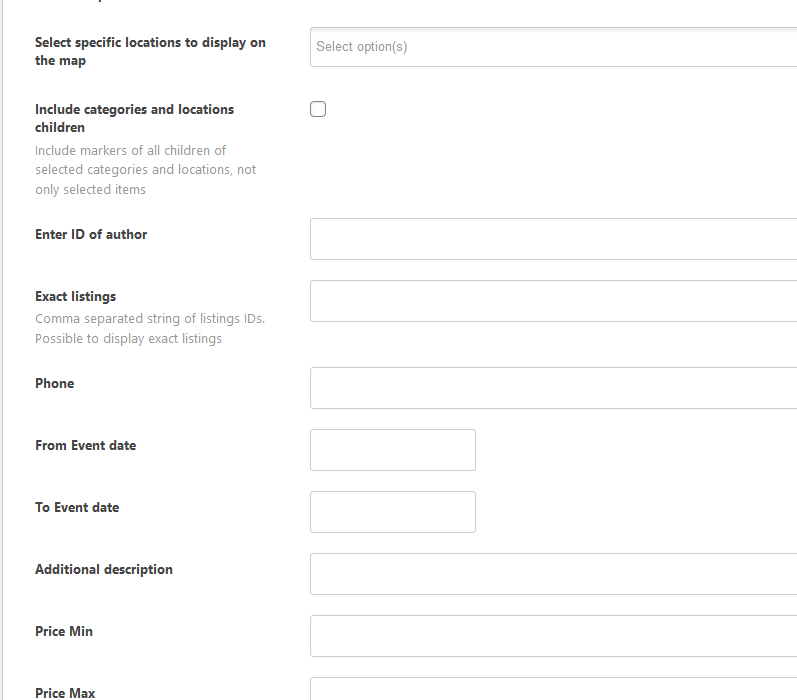 Select specific locations to display on
the map
Select option(s)
Include categories and locations
children
Include markers of all children of
selected categories and locations, not
only selected items
Enter ID of author
Exact listings
Comma separated string of listings IDs.
Possible to display exact listings
Phone
From Event date
To Event date
Additional description
Price Min
Price Max